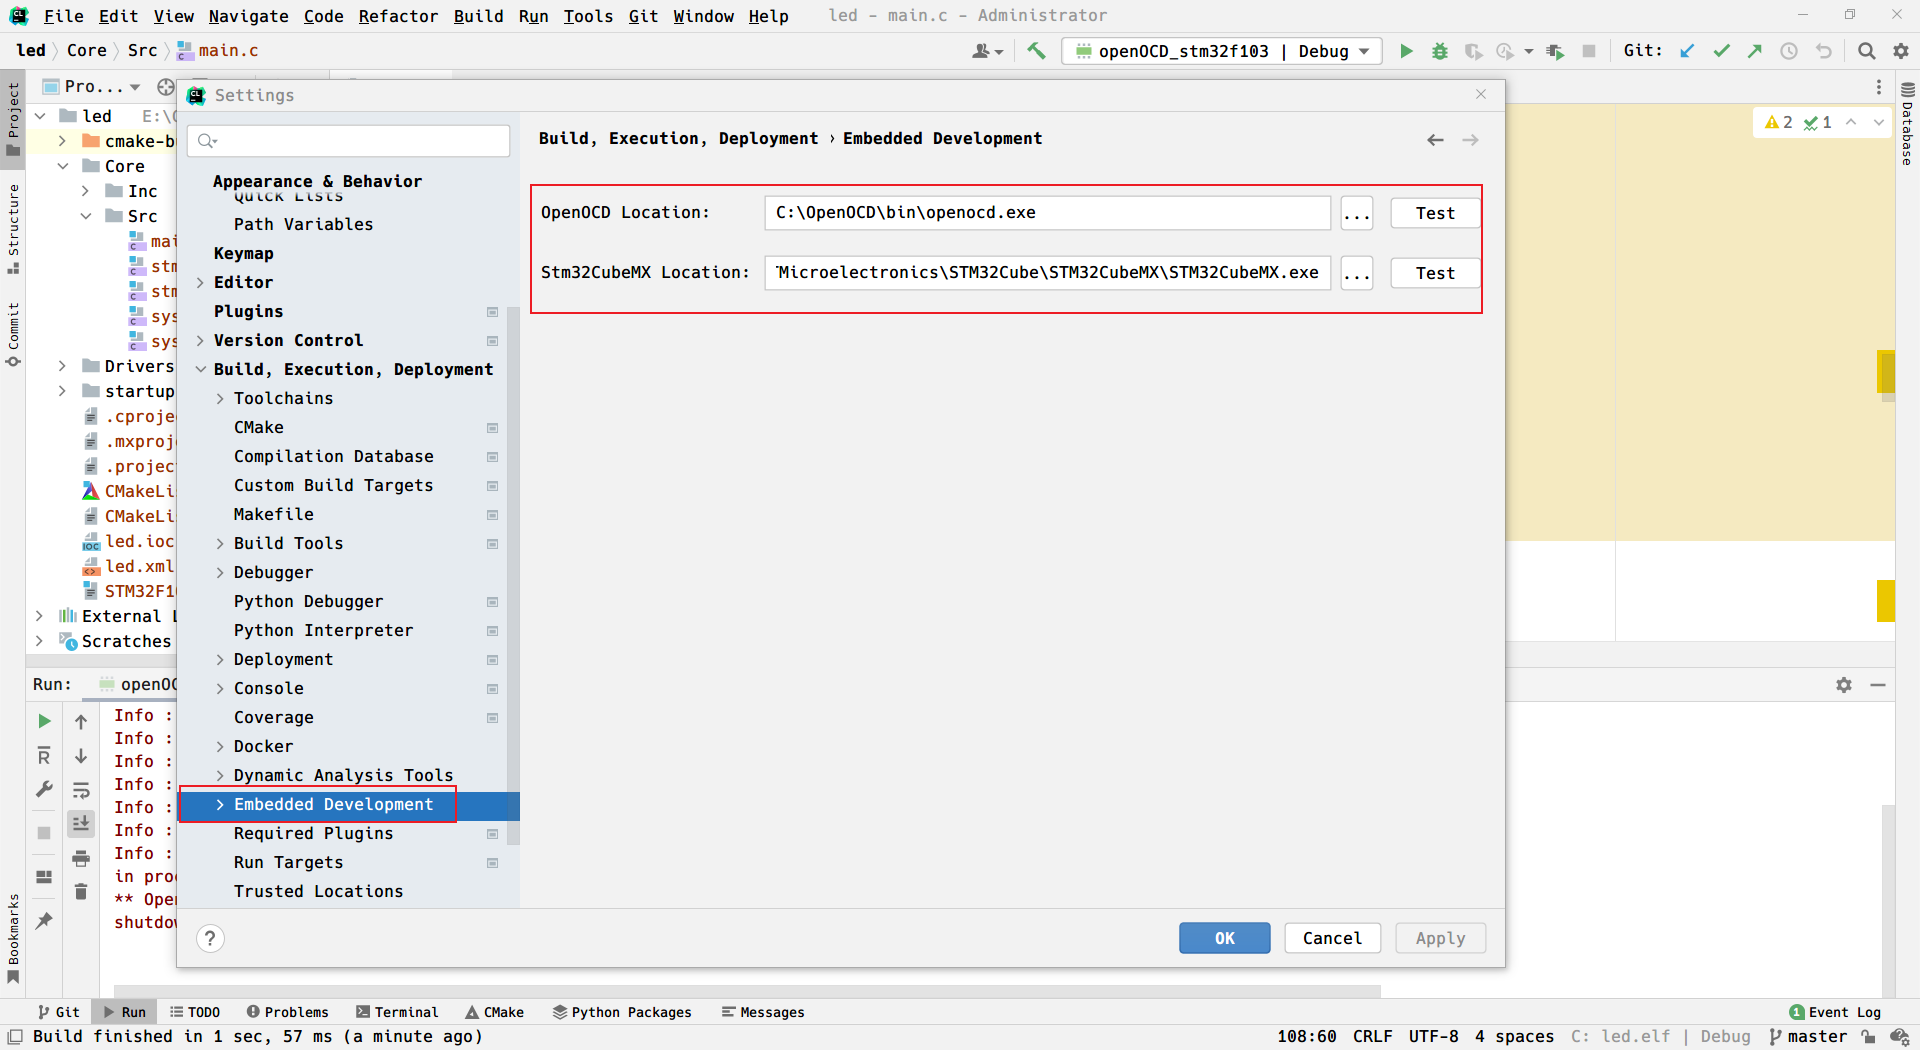 File Edit View Navigate Code Refactor Build Run Tools Git Window Help led - main.c - Administrator
led Core Src main.c openOCD_stm32f103 | Debug Git:
Pro...
Settings
led E:\
cmake-b
Core
Inc
Src
mai
stm
stm
sys
sys
Drivers
startup
.cproje
.mxproj
.project
CMakeLi
CMakeLi
led.ioc
led.xml
STM32F10
External L
Scratches
Project
Structure
Commit
Bookmarks
Database
2 1
Appearance & Behavior
Quick Lists
Path Variables
Keymap
Editor
Plugins
Version Control
Build, Execution, Deployment
Toolchains
CMake
Compilation Database
Custom Build Targets
Makefile
Build Tools
Debugger
Python Debugger
Python Interpreter
Deployment
Console
Coverage
Docker
Dynamic Analysis Tools
Embedded Development
Required Plugins
Run Targets
Trusted Locations
Build, Execution, Deployment › Embedded Development
OpenOCD Location: C:\OpenOCD\bin\openocd.exe ... Test
Stm32CubeMX Location: Microelectronics\STM32Cube\STM32CubeMX\STM32CubeMX.exe ... Test
? OK Cancel Apply
Run: openOC
Info :
Info :
Info :
Info :
Info :
Info :
Info :
in proc
** Open
shutdow
Git Run TODO Problems Terminal CMake Python Packages Messages 1 Event Log
Build finished in 1 sec, 57 ms (a minute ago) 108:60 CRLF UTF-8 4 spaces C: led.elf | Debug master